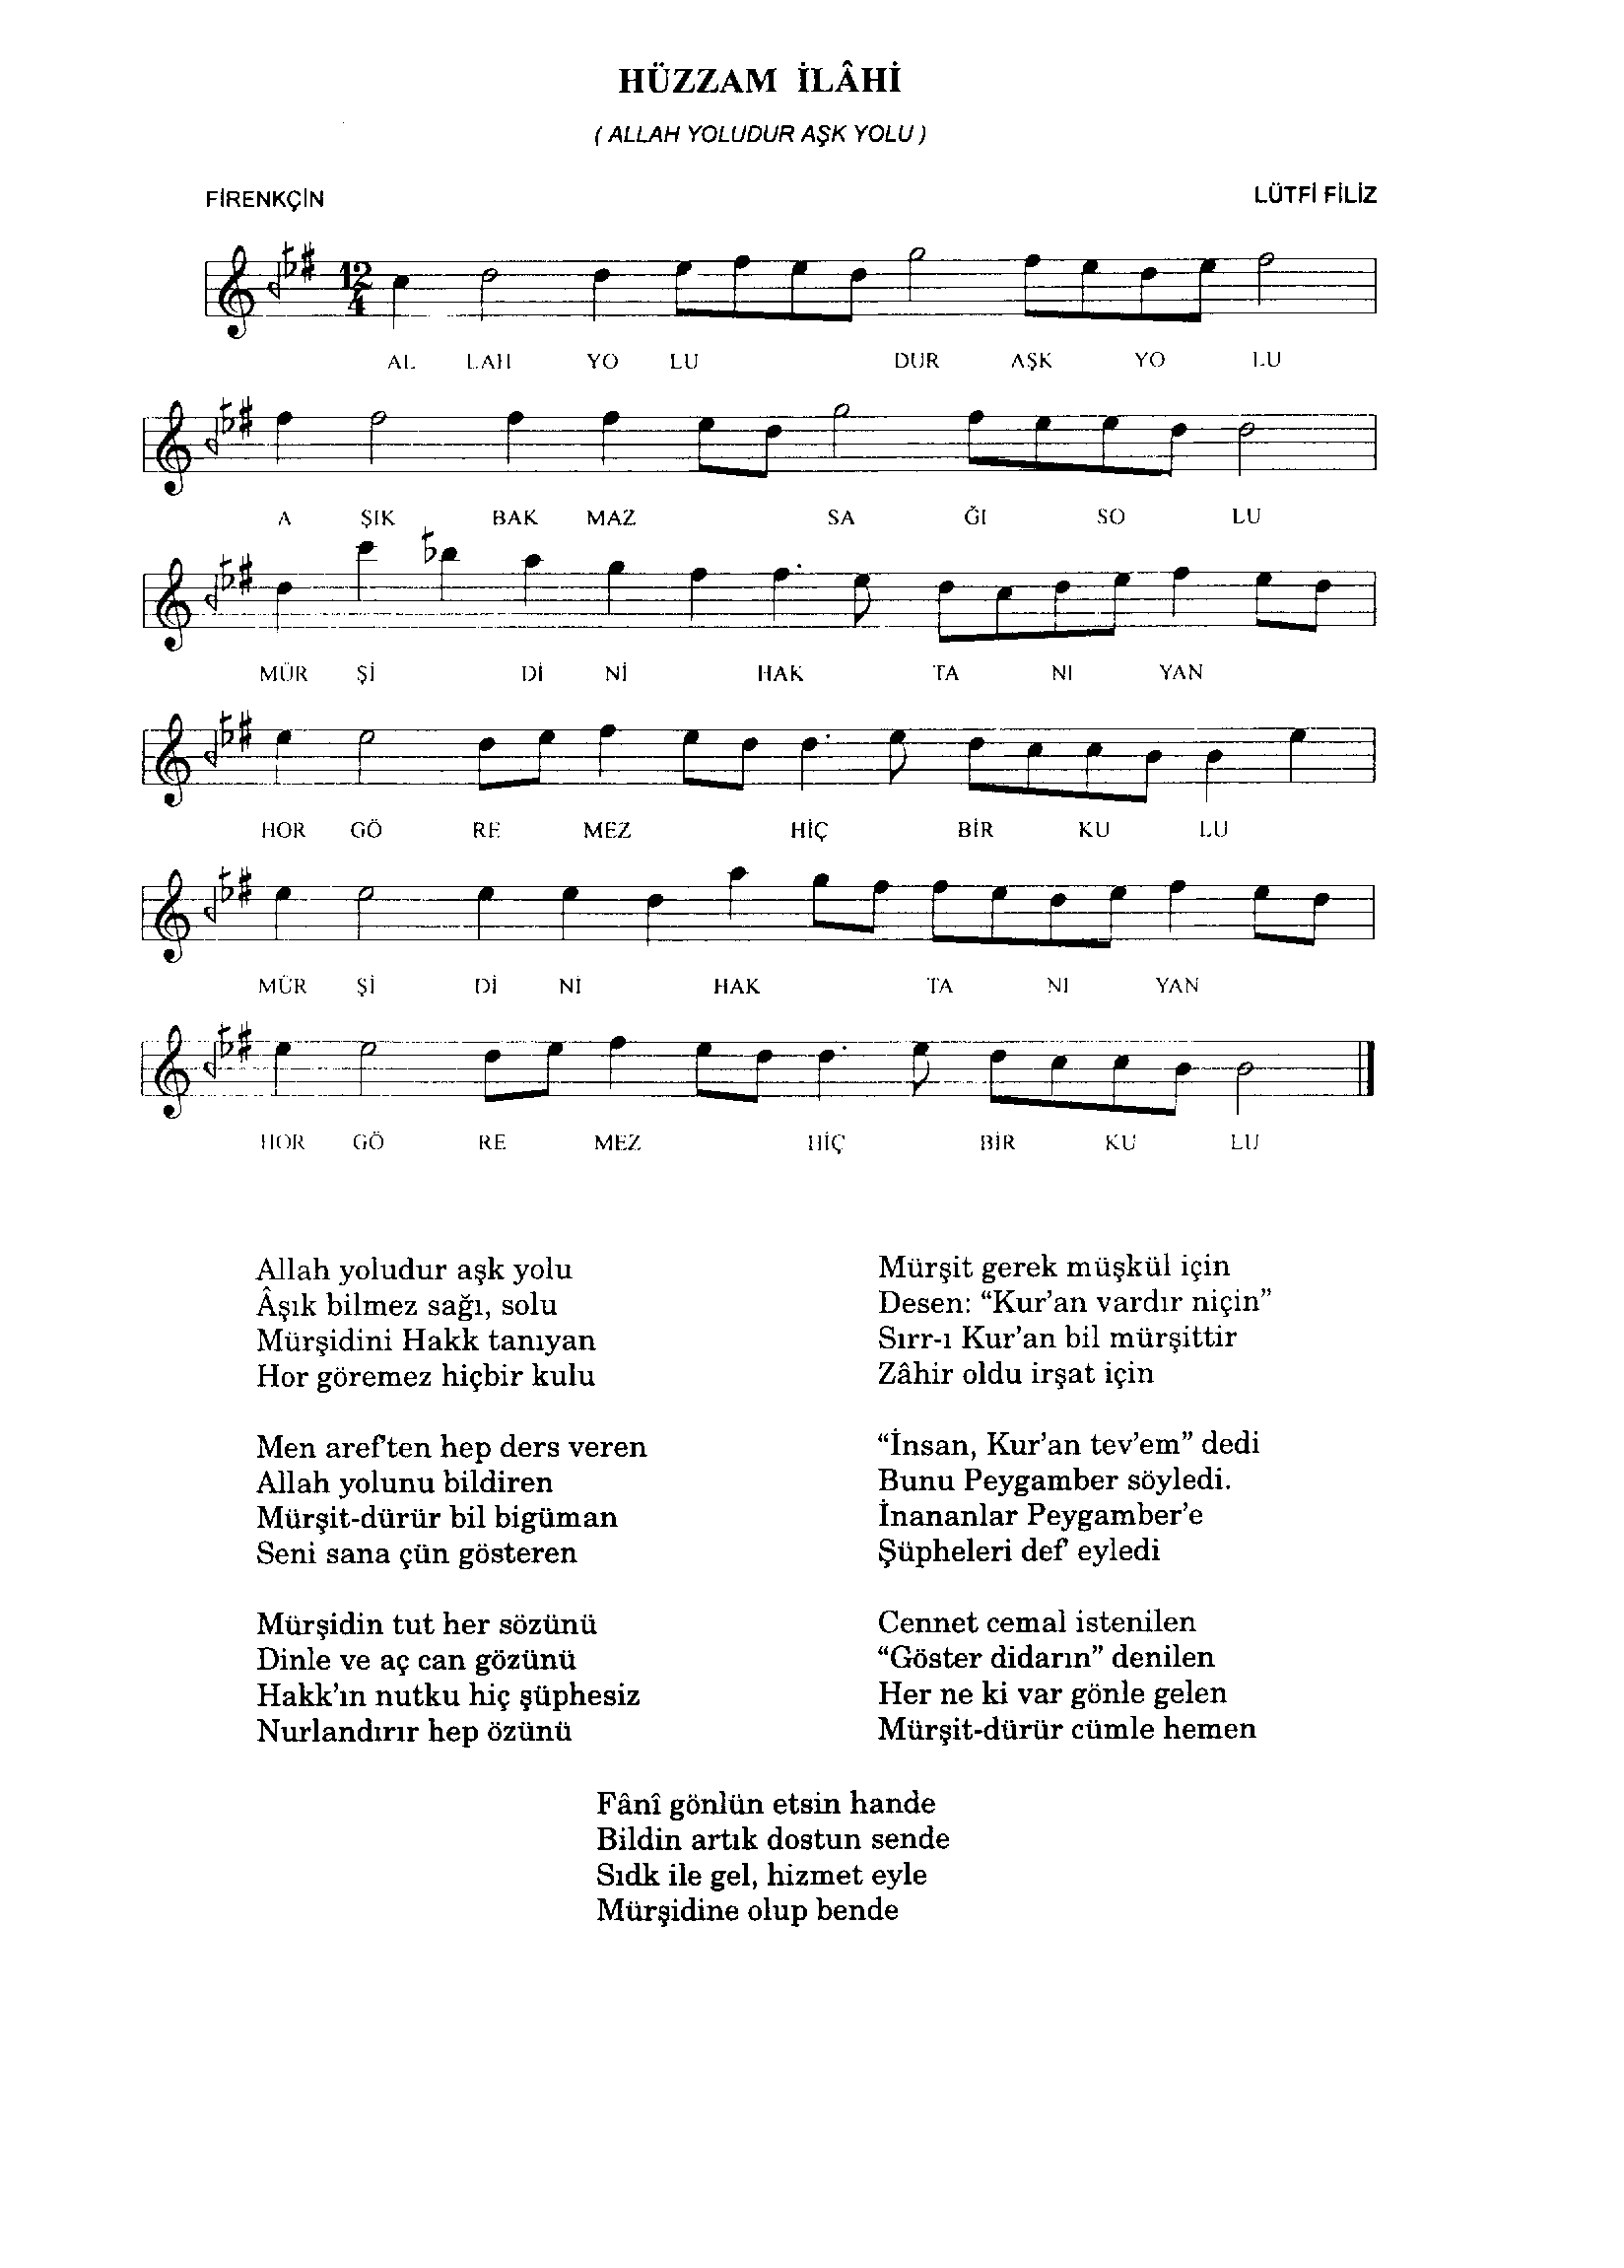 HÜZZAM İLÂHİ
( ALLAH YOLUDUR AŞK YOLU )
FİRENKÇİN
LÜTFİ FİLİZ
12
4
AL LAH YO LU DUR AŞK YO LU
A ŞIK BAK MAZ SA ĞI SO LU
MÜR Şİ Dİ Nİ HAK TA NI YAN
HOR GÖ RE MEZ HİÇ BİR KU LU
MÜR Şİ Dİ Nİ HAK TA NI YAN
HOR GÖ RE MEZ HİÇ BİR KU LU
Allah yoludur aşk yolu
Âşık bilmez sağı, solu
Mürşidini Hakk tanıyan
Hor göremez hiçbir kulu
Men aref'ten hep ders veren
Allah yolunu bildiren
Mürşit-dürür bil bigüman
Seni sana çün gösteren
Mürşidin tut her sözünü
Dinle ve aç can gözünü
Hakk'ın nutku hiç şüphesiz
Nurlandırır hep özünü
Mürşit gerek müşkül için
Desen: “Kur'an vardır niçin”
Sırr-ı Kur'an bil mürşittir
Zâhir oldu irşat için
“İnsan, Kur'an tev'em” dedi
Bunu Peygamber söyledi.
İnananlar Peygamber'e
Şüpheleri def' eyledi
Cennet cemal istenilen
“Göster didarın” denilen
Her ne ki var gönle gelen
Mürşit-dürür cümle hemen
Fânî gönlün etsin hande
Bildin artık dostun sende
Sıdk ile gel, hizmet eyle
Mürşidine olup bende